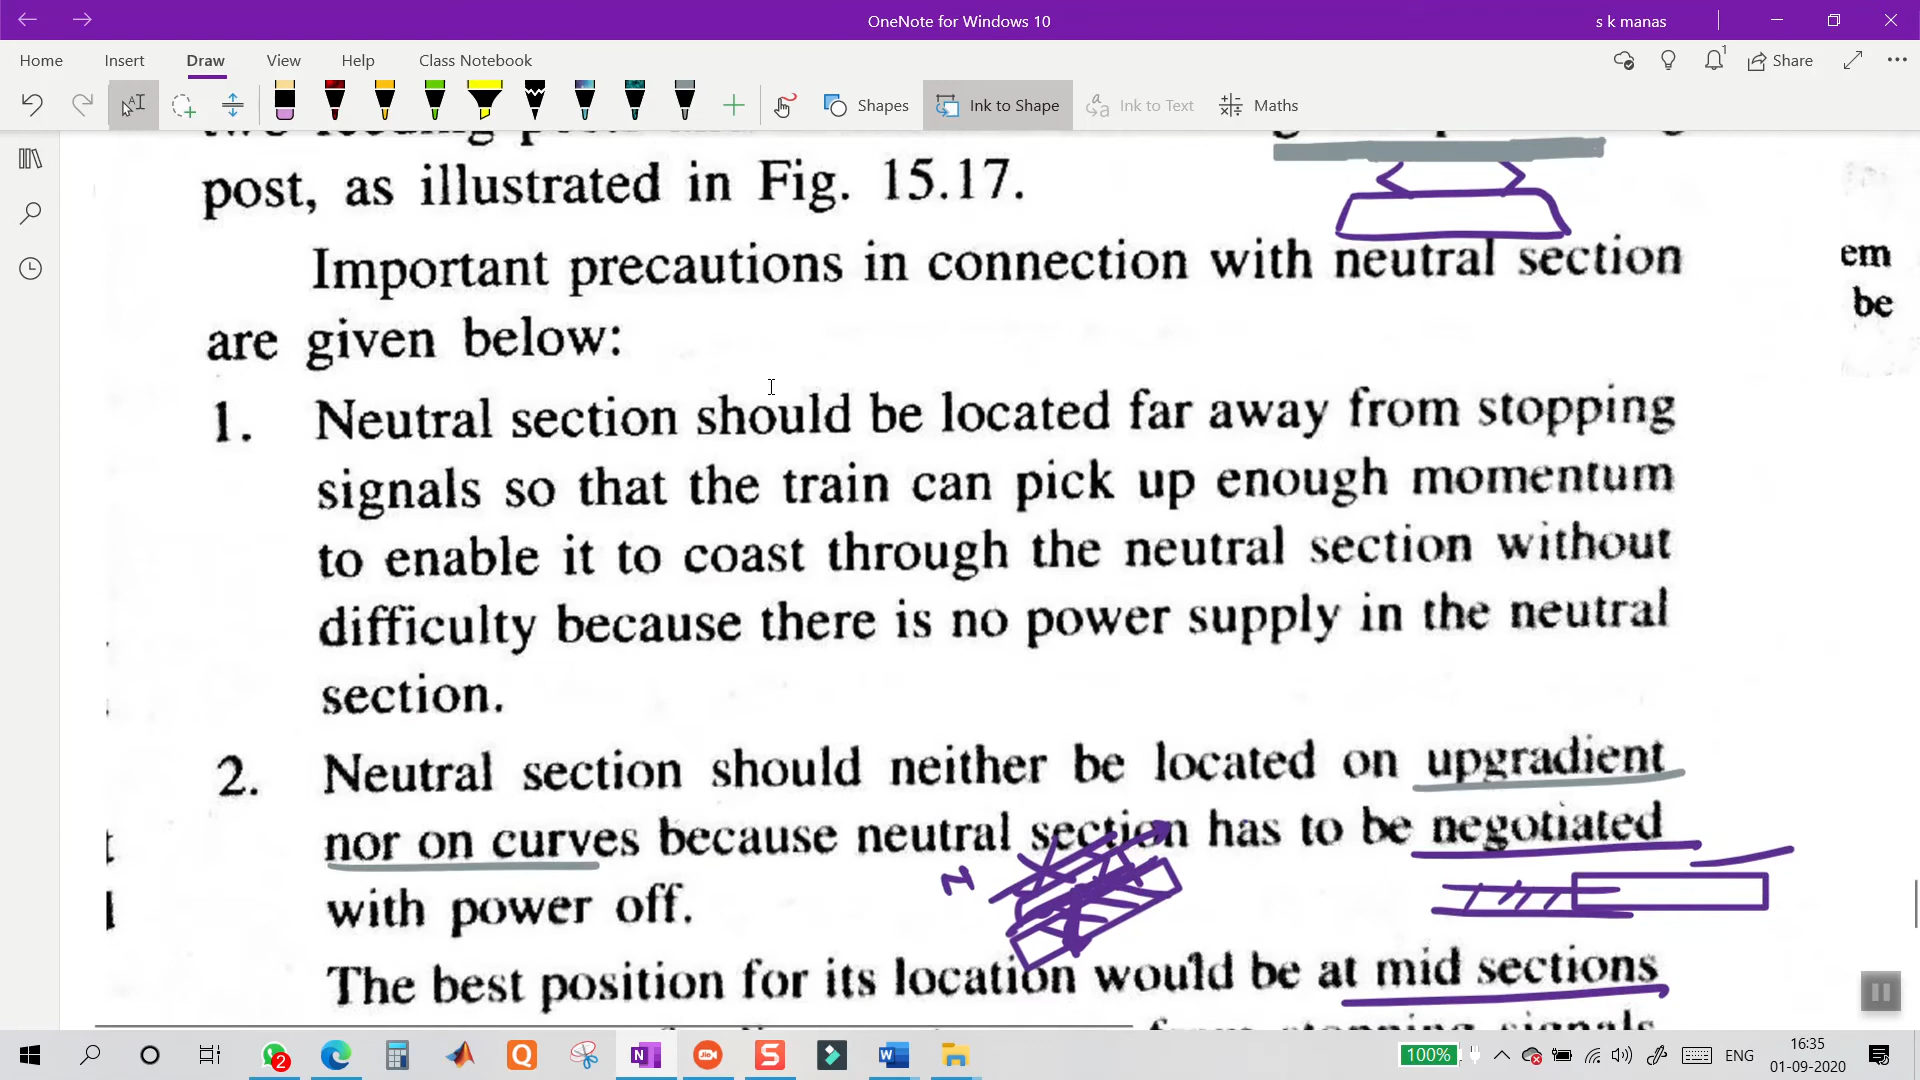 OneNote for Windows 10
s k manas
Home Insert Draw View Help Class Notebook
1
Share
Shapes Ink to Shape Ink to Text Maths
post, as illustrated in Fig. 15.17.
Important precautions in connection with neutral section
are given below:
1. Neutral section should be located far away from stopping
signals so that the train can pick up enough momentum
to enable it to coast through the neutral section without
difficulty because there is no power supply in the neutral
section.
2. Neutral section should neither be located on upgradient
nor on curves because neutral section has to be negotiated
with power off.
N
The best position for its location would be at mid sections
from stopping signals
em
be
2
100%
ENG
16:35
01-09-2020